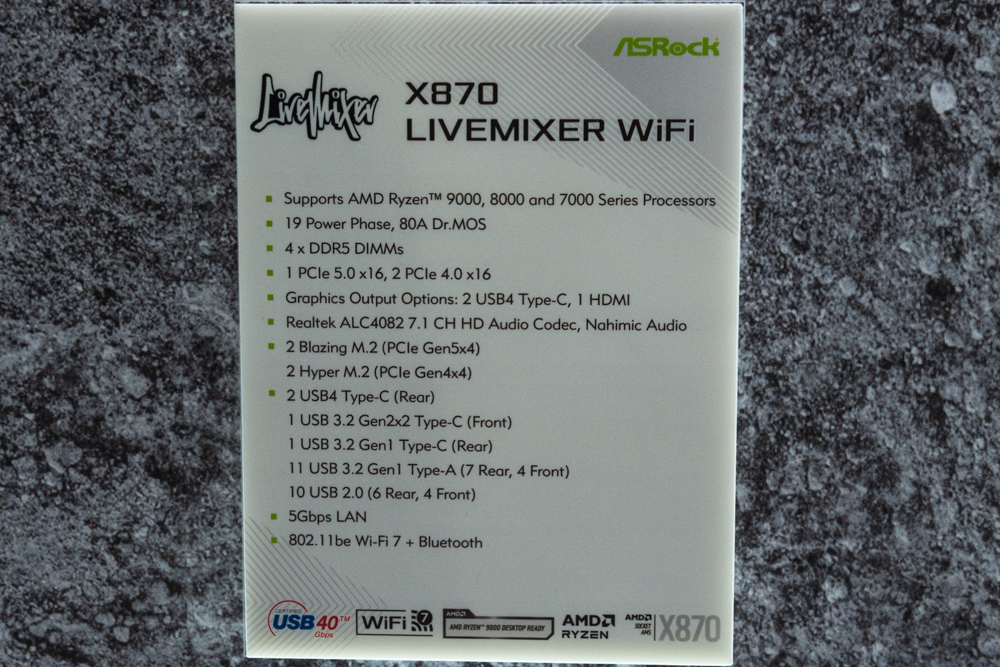 ASRock
LiveMixer
X870
LIVEMIXER WiFi
Supports AMD Ryzen™ 9000, 8000 and 7000 Series Processors
19 Power Phase, 80A Dr.MOS
4 x DDR5 DIMMs
1 PCIe 5.0 x16, 2 PCIe 4.0 x16
Graphics Output Options: 2 USB4 Type-C, 1 HDMI
Realtek ALC4082 7.1 CH HD Audio Codec, Nahimic Audio
2 Blazing M.2 (PCIe Gen5x4)
2 Hyper M.2 (PCIe Gen4x4)
2 USB4 Type-C (Rear)
1 USB 3.2 Gen2x2 Type-C (Front)
1 USB 3.2 Gen1 Type-C (Rear)
11 USB 3.2 Gen1 Type-A (7 Rear, 4 Front)
10 USB 2.0 (6 Rear, 4 Front)
5Gbps LAN
802.11be Wi-Fi 7 + Bluetooth
CERTIFIED
USB 40™
Gbps
WiFi 7
AMD
AMD RYZEN™ 9000 DESKTOP READY
AMD
RYZEN
AMD
SOCKET
AM5
X870